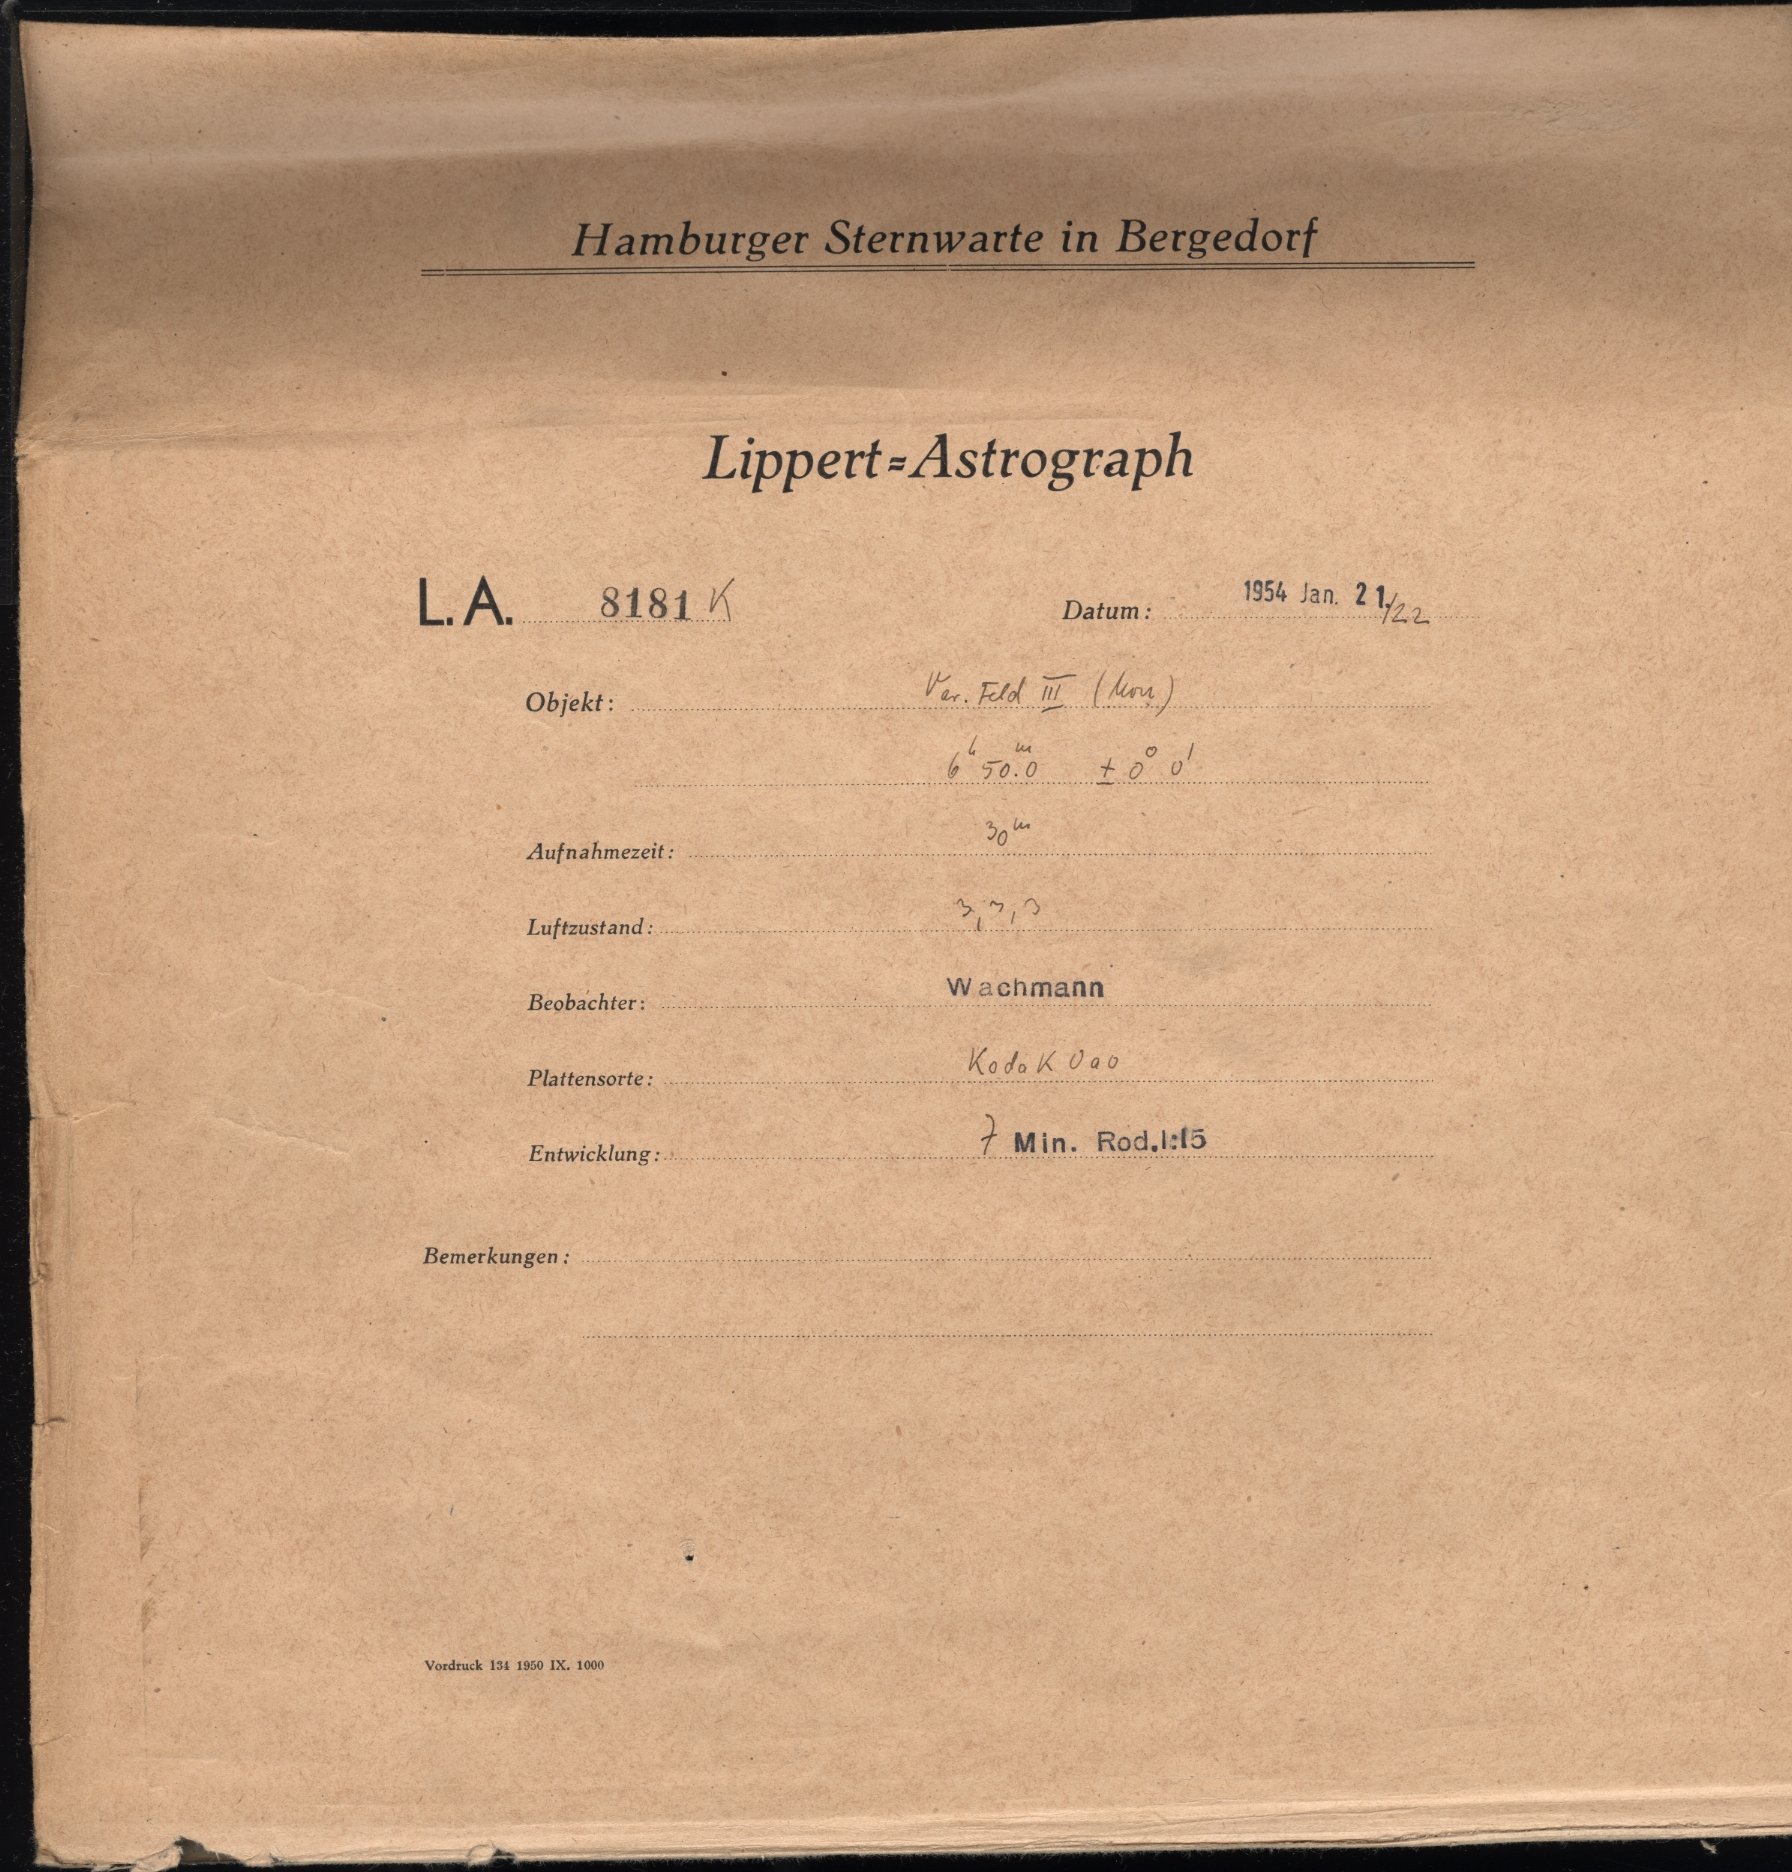 Hamburger Sternwarte in Bergedorf
Lippert=Astrograph
L. A. 8181 K Datum: 1954 Jan. 21./22
Objekt: Var. Feld III (Mon)
6h 50.m0 ± 0° 0'
Aufnahmezeit: 30m
Luftzustand: 3, 3, 3
Beobachter: Wachmann
Plattensorte: Kodak 0a0
Entwicklung: 7 Min. Rod.1:15
Bemerkungen:
Vordruck 134 1950 IX. 1000